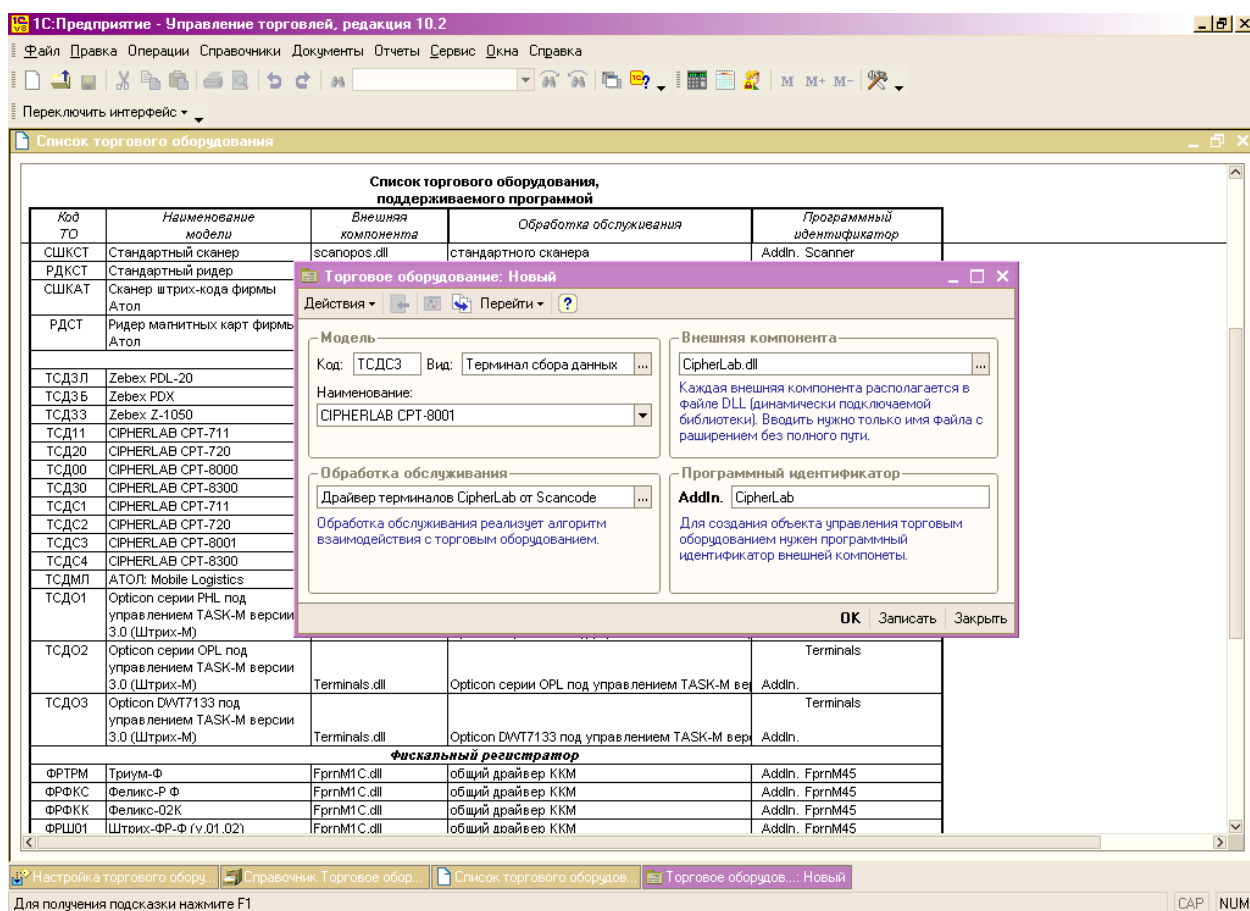 1С:Предприятие - Управление торговлей, редакция 10.2
Файл Правка Операции Справочники Документы Отчеты Сервис Окна Справка
M M+ M-
Переключить интерфейс
Список торгового оборудования
Список торгового оборудования,
поддерживаемого программой
Код ТО Наименование модели Внешняя компонента Обработка обслуживания Программный идентификатор
СШКСТ Стандартный сканер scanopos.dll стандартного сканера AddIn. Scanner
РДКСТ Стандартный ридер
СШКАТ Сканер штрих-кода фирмы
Атол
РДСТ Ридер магнитных карт фирмы
Атол
ТСДЗЛ Zebex PDL-20
ТСДЗБ Zebex PDX
ТСДЗЗ Zebex Z-1050
ТСД11 CIPHERLAB CPT-711
ТСД20 CIPHERLAB CPT-720
ТСД00 CIPHERLAB CPT-8000
ТСД30 CIPHERLAB CPT-8300
ТСДС1 CIPHERLAB CPT-711
ТСДС2 CIPHERLAB CPT-720
ТСДС3 CIPHERLAB CPT-8001
ТСДС4 CIPHERLAB CPT-8300
ТСДМЛ АТОЛ: Mobile Logistics
ТСДО1 Opticon серии PHL под
управлением TASK-M версии
3.0 (Штрих-М)
ТСДО2 Opticon серии OPL под Terminals
управлением TASK-M версии
3.0 (Штрих-М) Terminals.dll Opticon серии OPL под управлением TASK-M вер AddIn.
ТСДО3 Opticon DWT7133 под Terminals
управлением TASK-M версии
3.0 (Штрих-М) Terminals.dll Opticon DWT7133 под управлением TASK-M вер AddIn.
Фискальный регистратор
ФРТРМ Триум-Ф FprnM1C.dll общий драйвер ККМ AddIn. FprnM45
ФРФКС Феликс-Р Ф FprnM1C.dll общий драйвер ККМ AddIn. FprnM45
ФРФКК Феликс-02К FprnM1C.dll общий драйвер ККМ AddIn. FprnM45
ФРШ01 Штрих-ФР-Ф (v.01.02) FprnM1C.dll общий драйвер ККМ AddIn. FprnM45
Торговое оборудование: Новый
Действия Перейти ?
Модель
Код: ТСДС3 Вид: Терминал сбора данных ...
Наименование:
CIPHERLAB CPT-8001
Внешняя компонента
CipherLab.dll ...
Каждая внешняя компонента располагается в
файле DLL (динамически подключаемой
библиотеки). Вводить нужно только имя файла с
раширением без полного пути.
Обработка обслуживания
Драйвер терминалов CipherLab от Scancode ...
Обработка обслуживания реализует алгоритм
взаимодействия с торговым оборудованием.
Программный идентификатор
AddIn. CipherLab
Для создания объекта управления торговым
оборудованием нужен программный
идентификатор внешней компонеты.
OK Записать Закрыть
Настройка торгового обору... Справочник Торговое обор... Список торгового оборудов... Торговое оборудов...: Новый
Для получения подсказки нажмите F1 CAP NUM